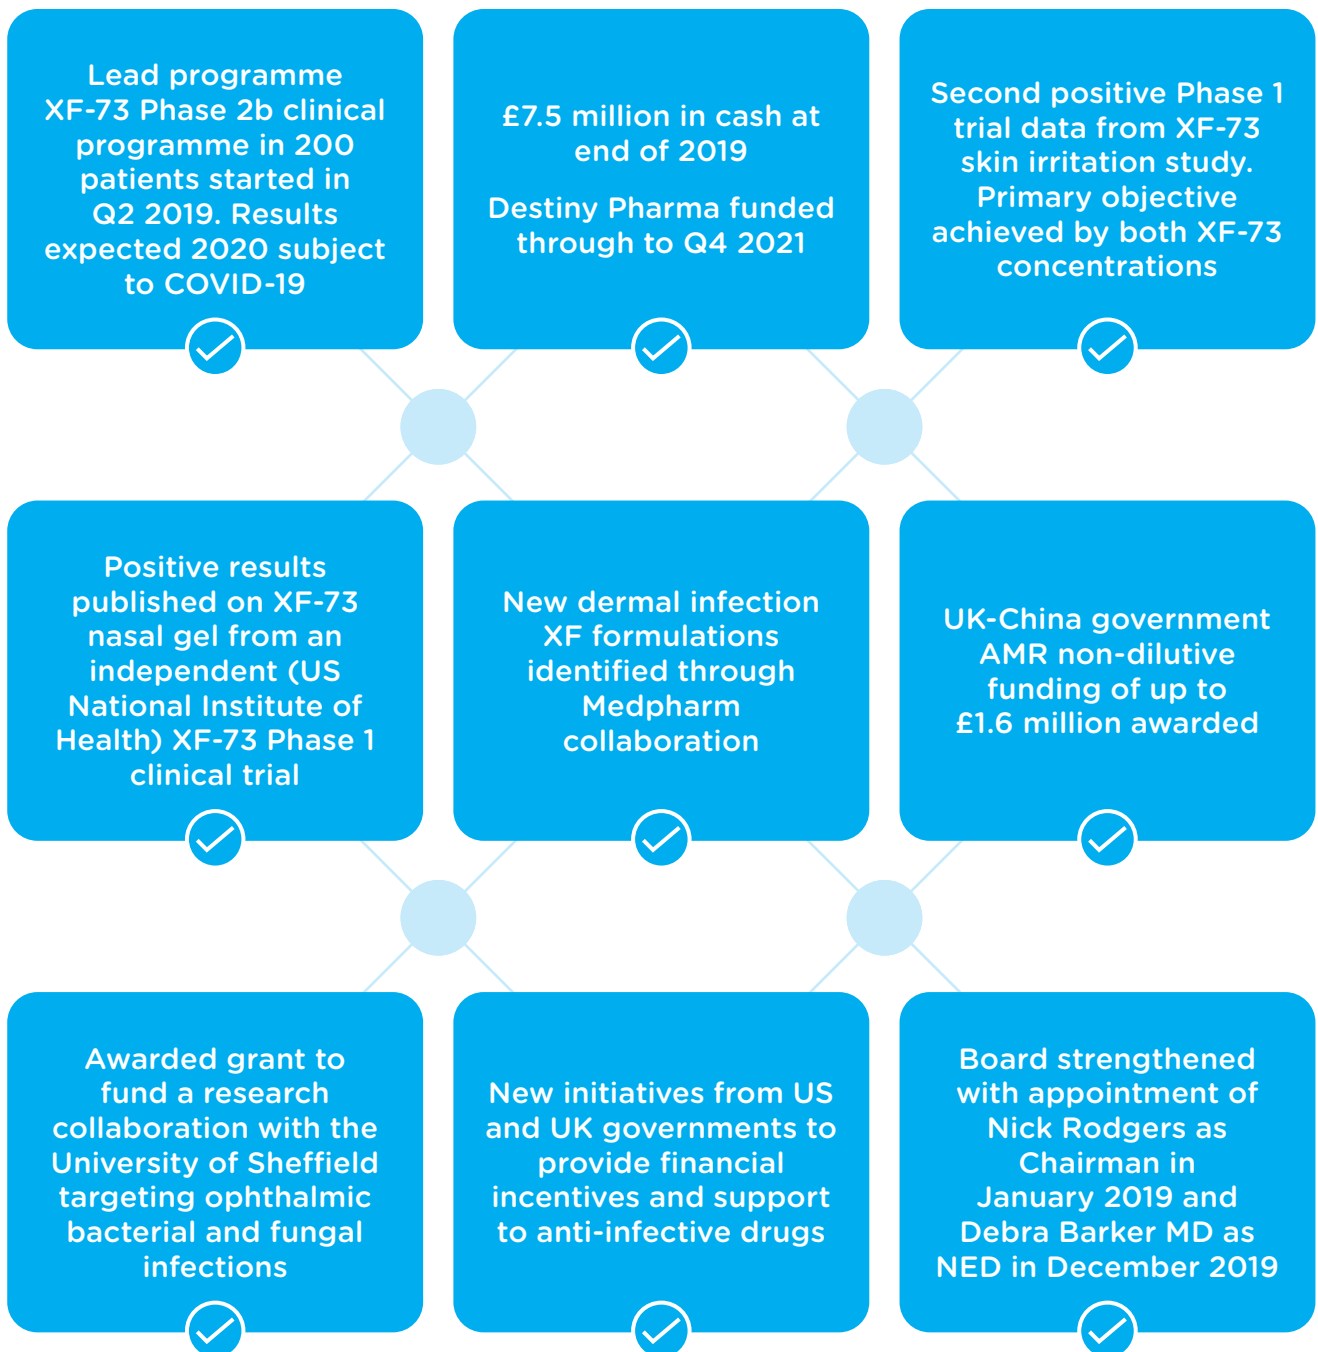 Lead programme
XF-73 Phase 2b clinical
programme in 200
patients started in
Q2 2019. Results
expected 2020 subject
to COVID-19
£7.5 million in cash at
end of 2019
Destiny Pharma funded
through to Q4 2021
Second positive Phase 1
trial data from XF-73
skin irritation study.
Primary objective
achieved by both XF-73
concentrations
Positive results
published on XF-73
nasal gel from an
independent (US
National Institute of
Health) XF-73 Phase 1
clinical trial
New dermal infection
XF formulations
identified through
Medpharm
collaboration
UK-China government
AMR non-dilutive
funding of up to
£1.6 million awarded
Awarded grant to
fund a research
collaboration with the
University of Sheffield
targeting ophthalmic
bacterial and fungal
infections
New initiatives from US
and UK governments to
provide financial
incentives and support
to anti-infective drugs
Board strengthened
with appointment of
Nick Rodgers as
Chairman in
January 2019 and
Debra Barker MD as
NED in December 2019